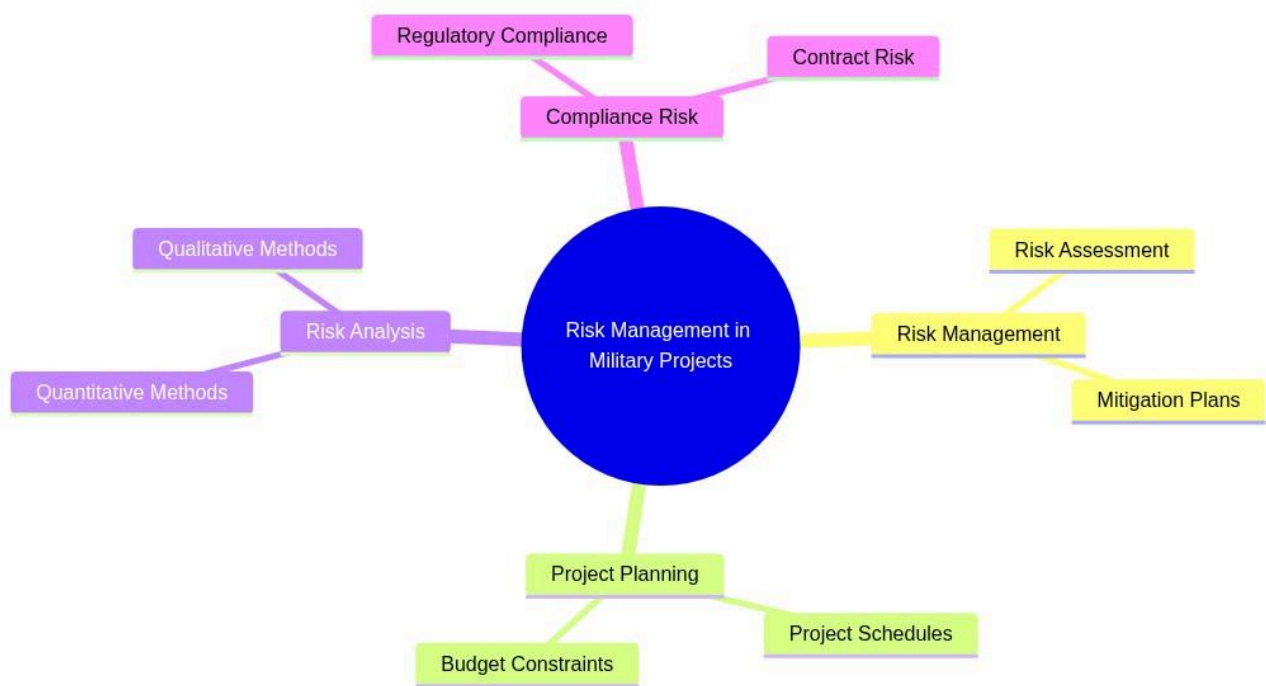 Regulatory Compliance
Contract Risk
Compliance Risk
Qualitative Methods
Risk Assessment
Risk Analysis
Risk Management in
Military Projects
Risk Management
Quantitative Methods
Mitigation Plans
Project Planning
Project Schedules
Budget Constraints